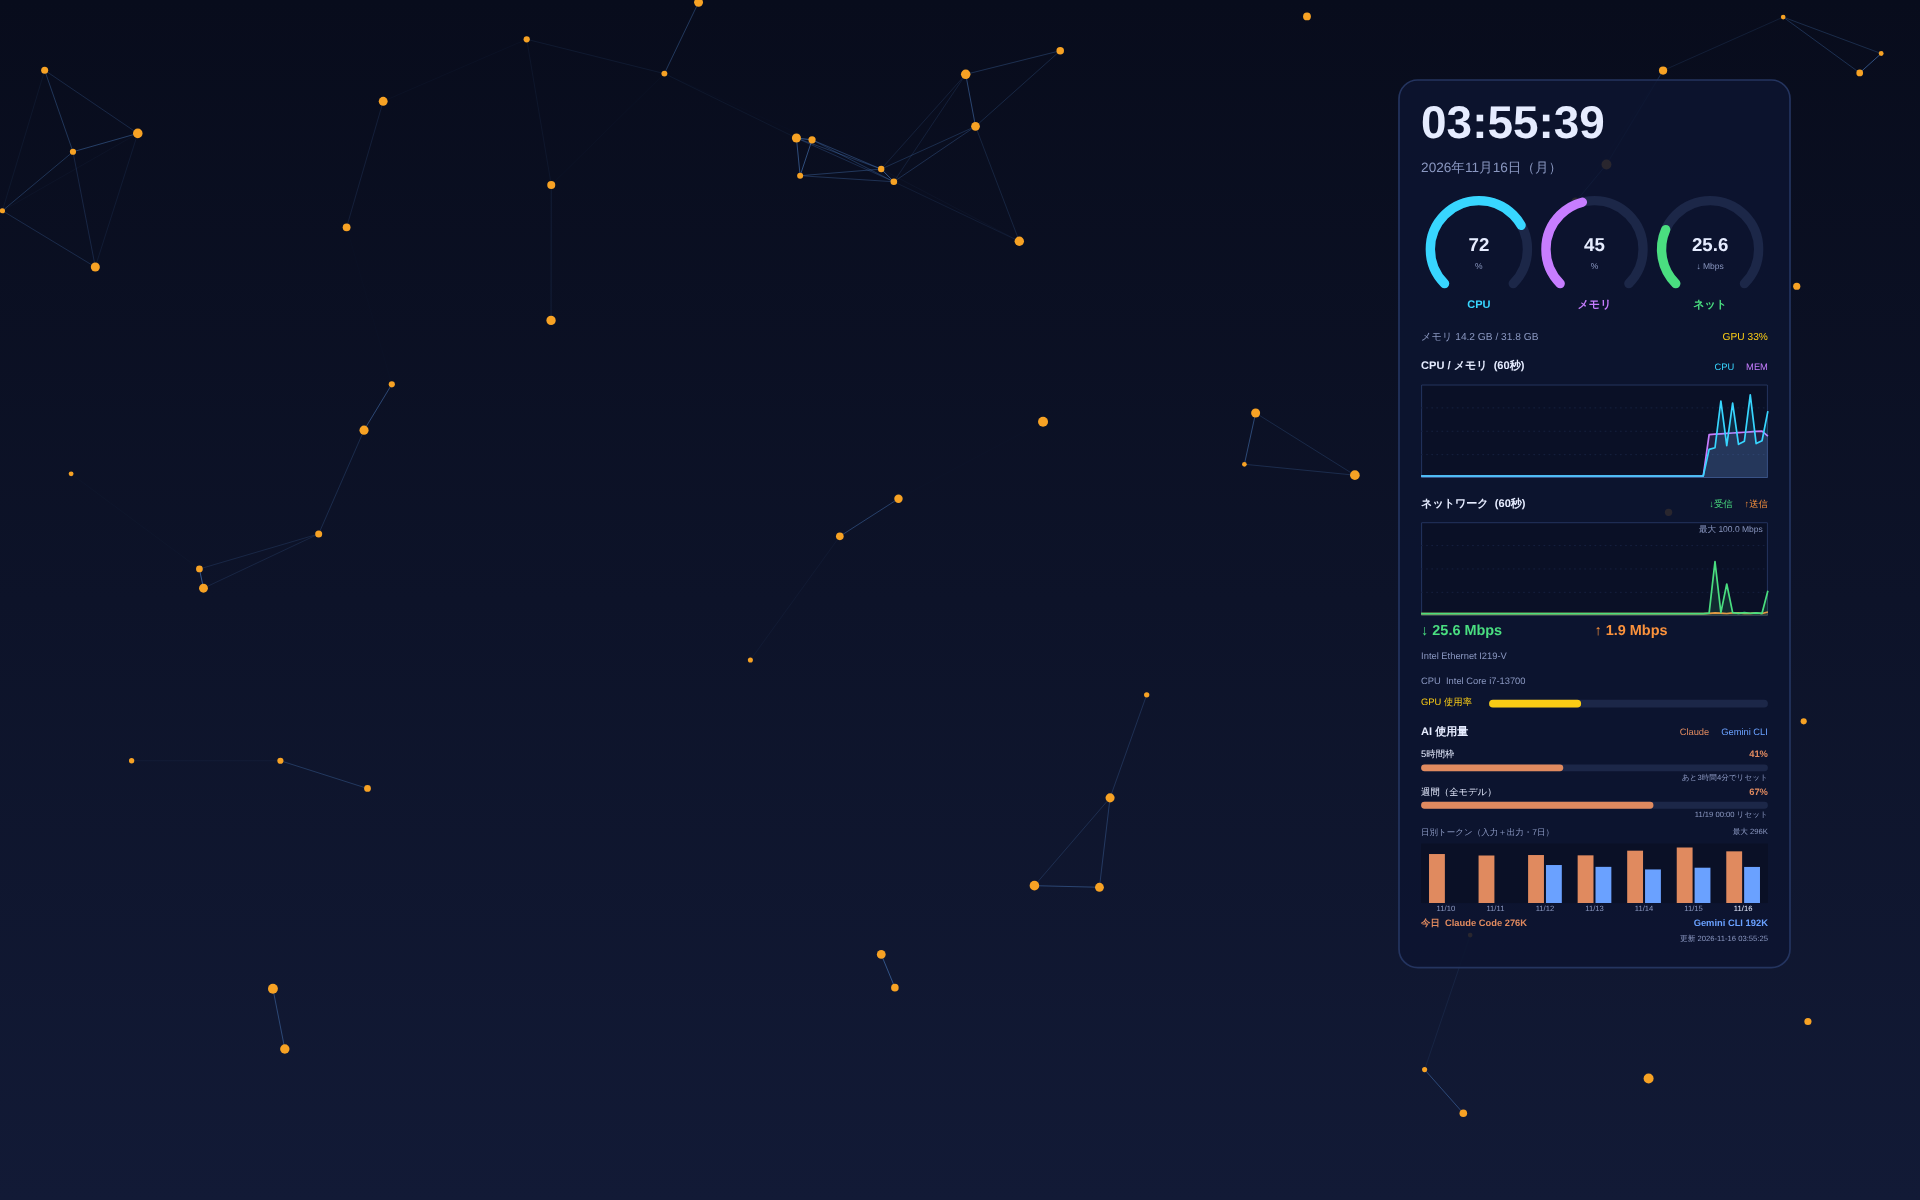 03:55:39
2026年11月16日（月）
72 45 25.6
% % ↓ Mbps
CPU メモリ ネット
メモリ 14.2 GB / 31.8 GB GPU 33%
CPU / メモリ (60秒) CPU MEM
ネットワーク (60秒) ↓受信 ↑送信
最大 100.0 Mbps
↓ 25.6 Mbps ↑ 1.9 Mbps
Intel Ethernet I219-V
CPU Intel Core i7-13700
GPU 使用率
AI 使用量 Claude Gemini CLI
5時間枠 41%
あと3時間4分でリセット
週間（全モデル） 67%
11/19 00:00 リセット
日別トークン（入力＋出力・7日） 最大 296K
11/10 11/11 11/12 11/13 11/14 11/15 11/16
今日 Claude Code 276K Gemini CLI 192K
更新 2026-11-16 03:55:25